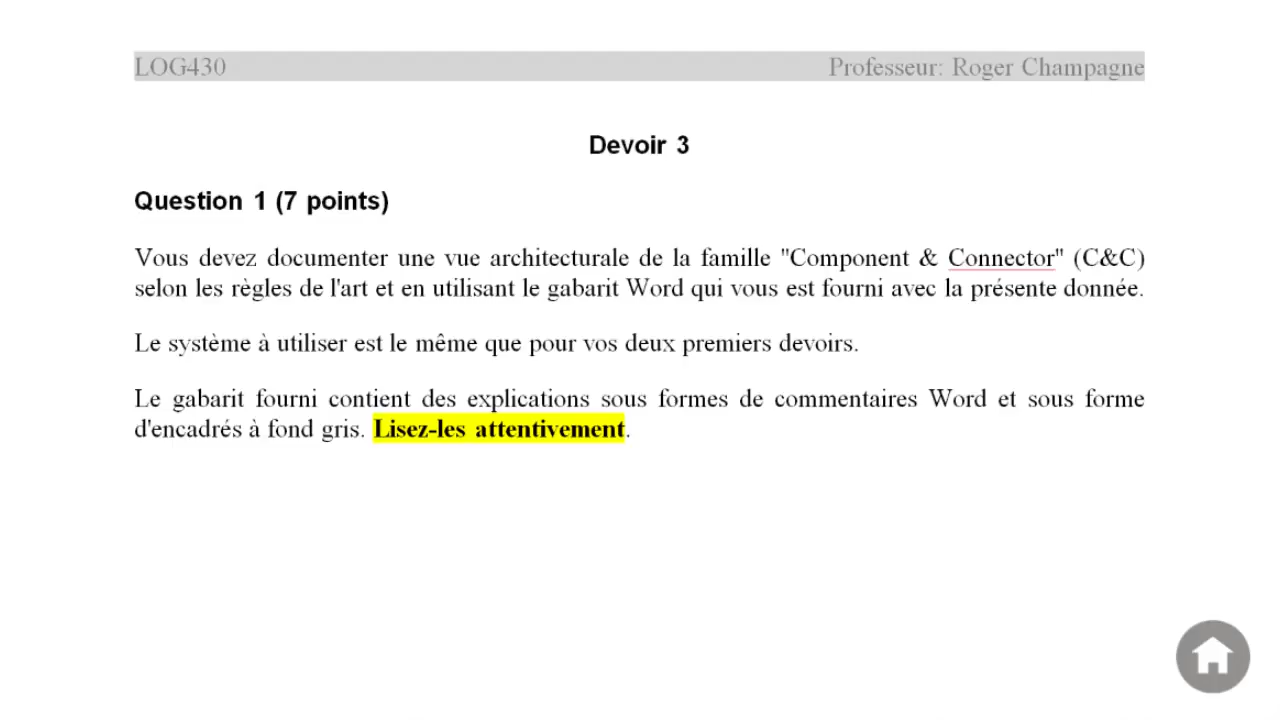 LOG430 Professeur: Roger Champagne
Devoir 3
Question 1 (7 points)
Vous devez documenter une vue architecturale de la famille "Component & Connector" (C&C)
selon les règles de l'art et en utilisant le gabarit Word qui vous est fourni avec la présente donnée.
Le système à utiliser est le même que pour vos deux premiers devoirs.
Le gabarit fourni contient des explications sous formes de commentaires Word et sous forme
d'encadrés à fond gris. Lisez-les attentivement.